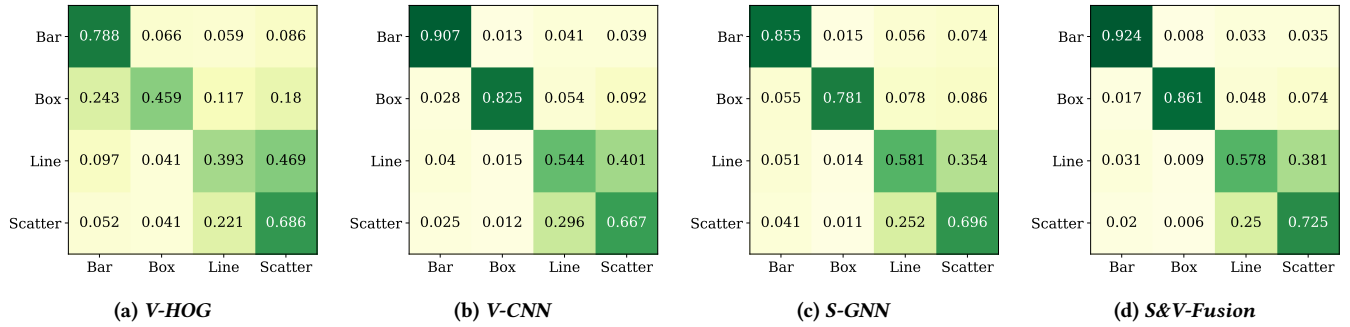 Bar 0.788 0.066 0.059 0.086
Box 0.243 0.459 0.117 0.18
Line 0.097 0.041 0.393 0.469
Scatter 0.052 0.041 0.221 0.686
Bar Box Line Scatter
(a) V-HOG
Bar 0.907 0.013 0.041 0.039
Box 0.028 0.825 0.054 0.092
Line 0.04 0.015 0.544 0.401
Scatter 0.025 0.012 0.296 0.667
Bar Box Line Scatter
(b) V-CNN
Bar 0.855 0.015 0.056 0.074
Box 0.055 0.781 0.078 0.086
Line 0.051 0.014 0.581 0.354
Scatter 0.041 0.011 0.252 0.696
Bar Box Line Scatter
(c) S-GNN
Bar 0.924 0.008 0.033 0.035
Box 0.017 0.861 0.048 0.074
Line 0.031 0.009 0.578 0.381
Scatter 0.02 0.006 0.25 0.725
Bar Box Line Scatter
(d) S&V-Fusion